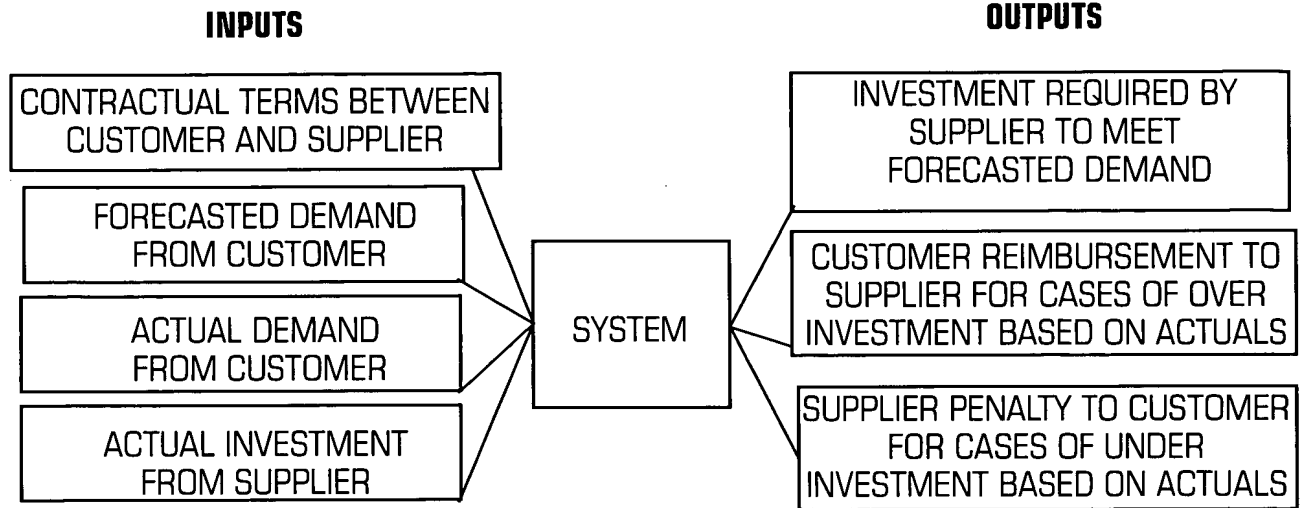 INPUTS
CONTRACTUAL TERMS BETWEEN
CUSTOMER AND SUPPLIER
FORECASTED DEMAND
FROM CUSTOMER
ACTUAL DEMAND
FROM CUSTOMER
ACTUAL INVESTMENT
FROM SUPPLIER
SYSTEM
OUTPUTS
INVESTMENT REQUIRED BY
SUPPLIER TO MEET
FORECASTED DEMAND
CUSTOMER REIMBURSEMENT TO
SUPPLIER FOR CASES OF OVER
INVESTMENT BASED ON ACTUALS
SUPPLIER PENALTY TO CUSTOMER
FOR CASES OF UNDER
INVESTMENT BASED ON ACTUALS